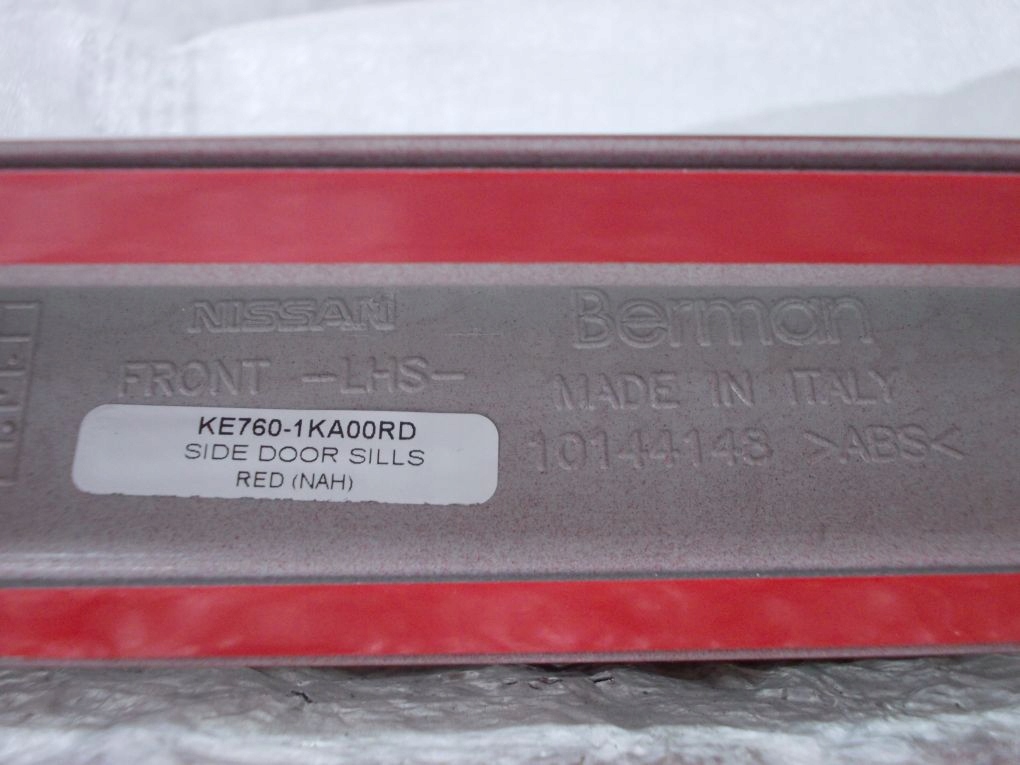 NISSAN
FRONT -LHS-
KE760-1KA00RD
SIDE DOOR SILLS
RED (NAH)
Berman
MADE IN ITALY
10144148 >ABS<